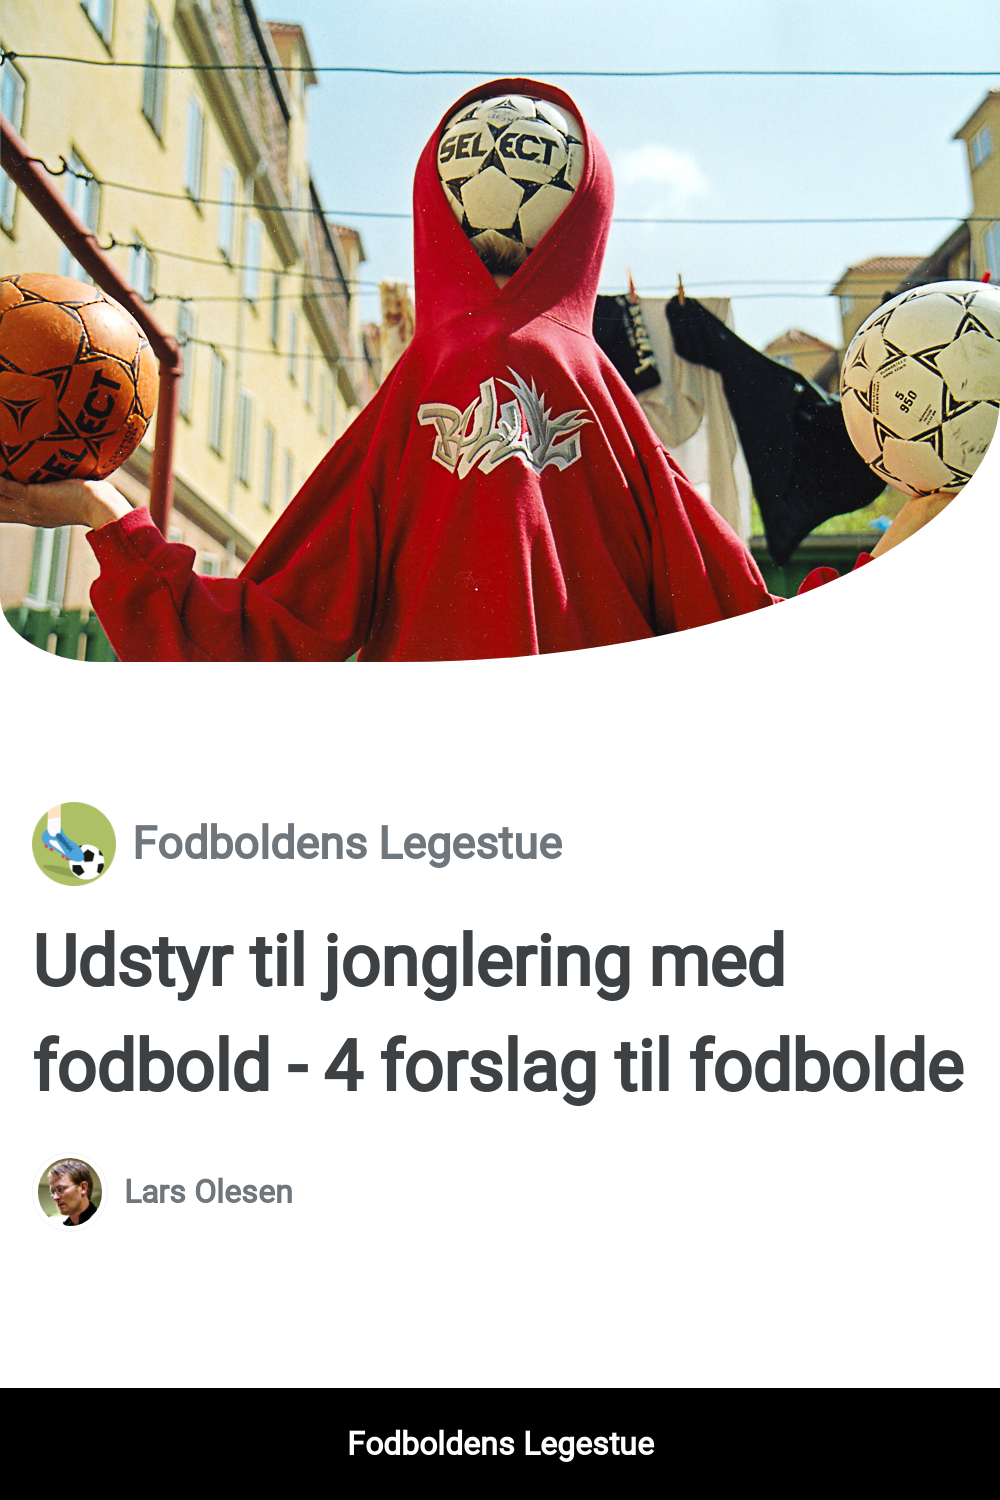 SELECT
SELECT
5
950
Fodboldens Legestue
Udstyr til jonglering med
fodbold - 4 forslag til fodbolde
Lars Olesen
Fodboldens Legestue